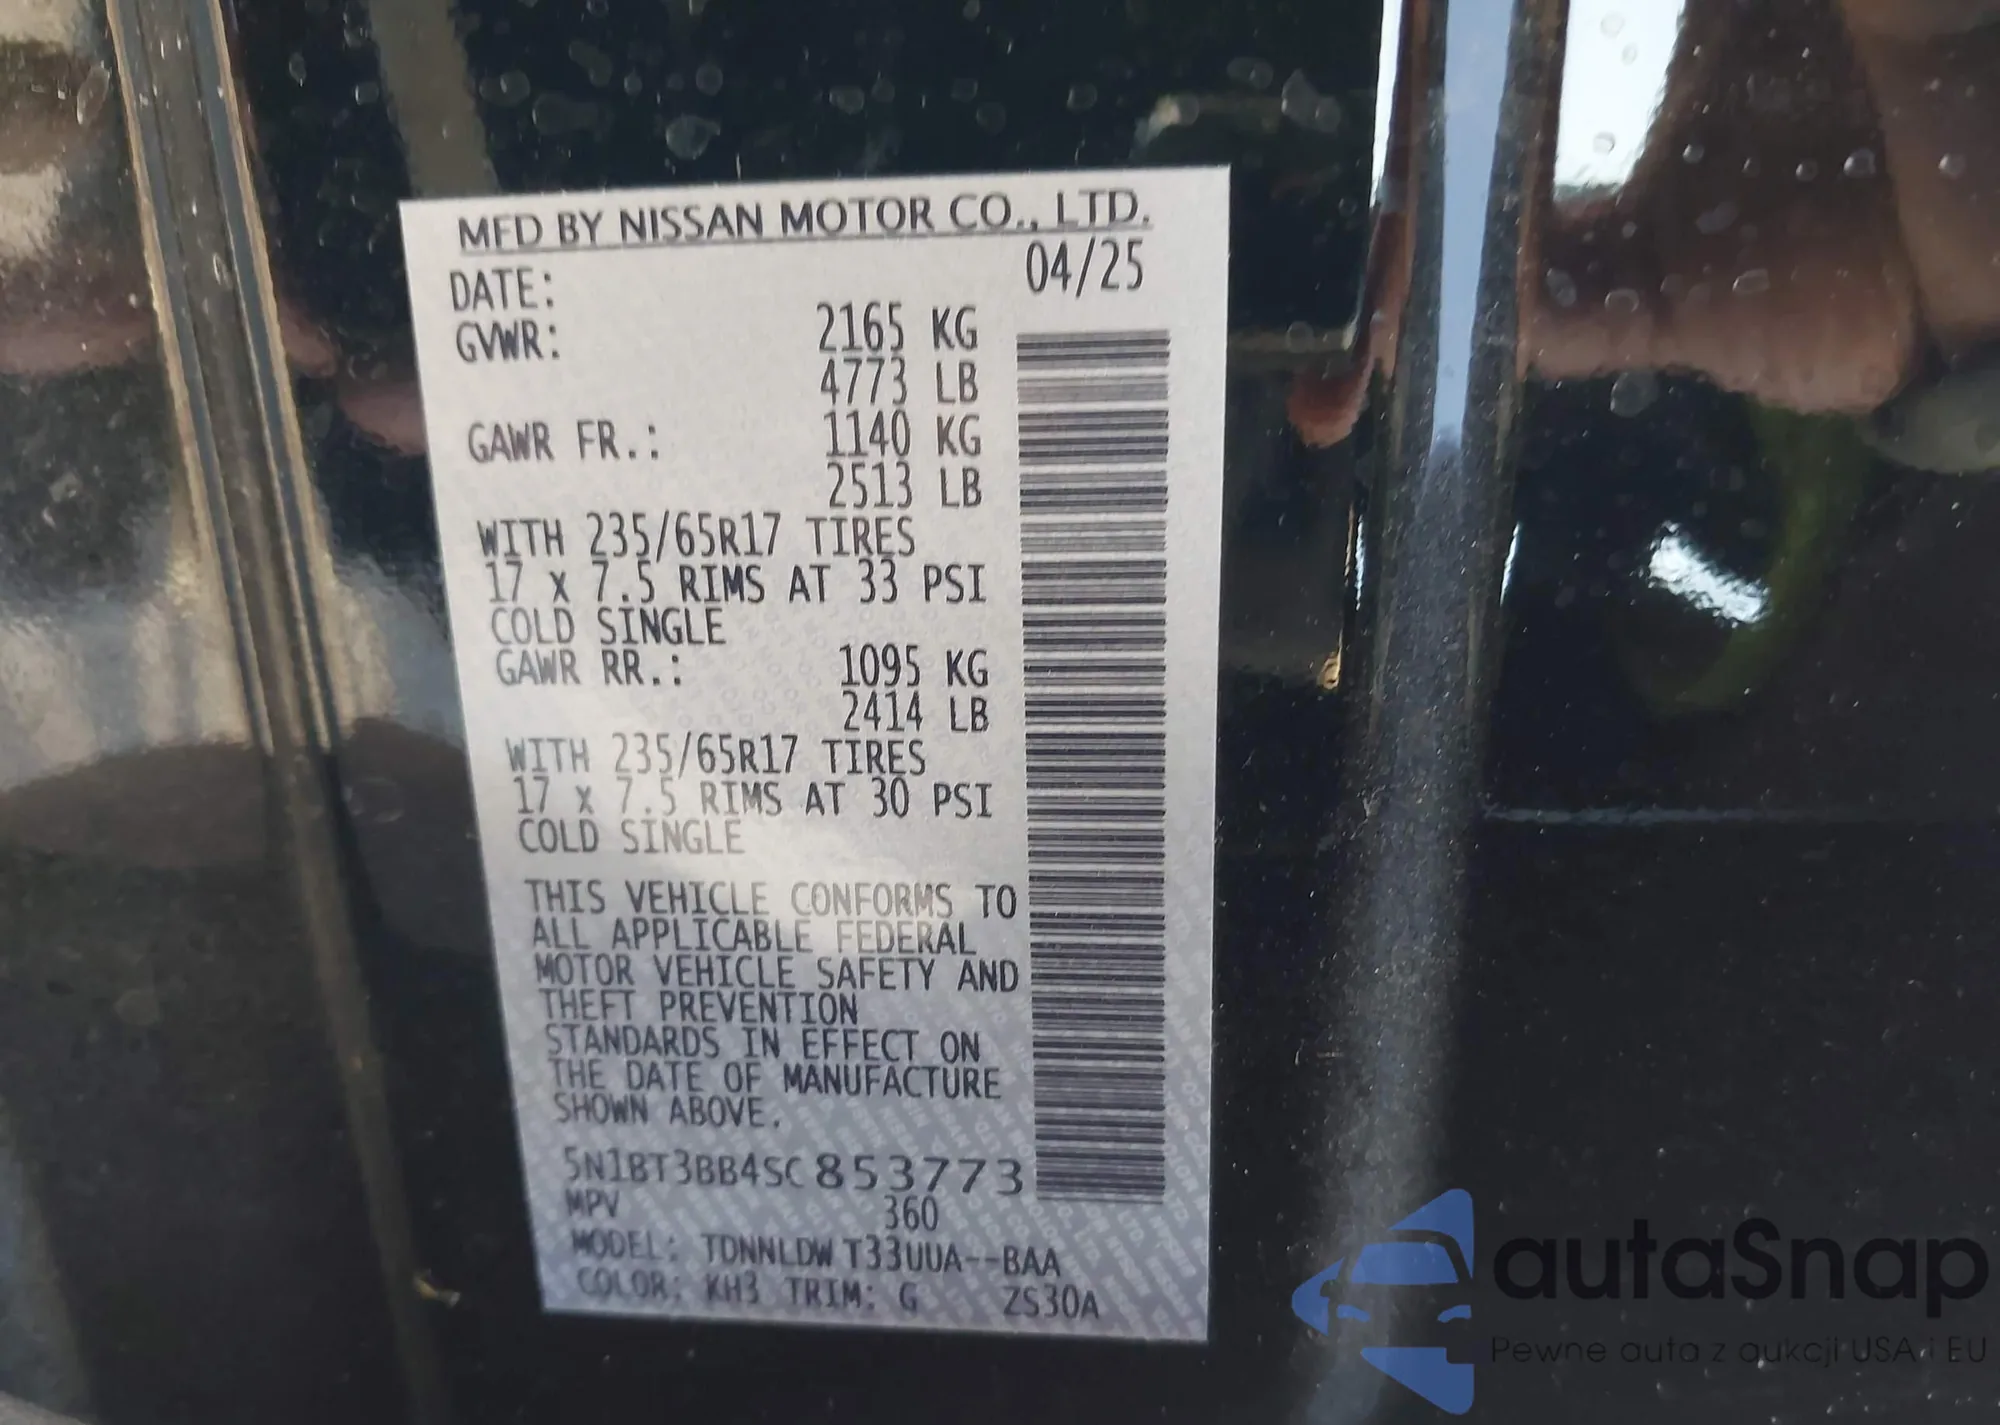 MFD BY NISSAN MOTOR CO., LTD.
DATE: 04/25
GVWR: 2165 KG
4773 LB
GAWR FR.: 1140 KG
2513 LB
WITH 235/65R17 TIRES
17 x 7.5 RIMS AT 33 PSI
COLD SINGLE
GAWR RR.: 1095 KG
2414 LB
WITH 235/65R17 TIRES
17 x 7.5 RIMS AT 30 PSI
COLD SINGLE
THIS VEHICLE CONFORMS TO
ALL APPLICABLE FEDERAL
MOTOR VEHICLE SAFETY AND
THEFT PREVENTION
STANDARDS IN EFFECT ON
THE DATE OF MANUFACTURE
SHOWN ABOVE.
5N1BT3BB4SC853773
MPV 360
MODEL: TDNNLDW T33UUA--BAA
COLOR: KH3 TRIM: G ZS30A
autaSnap
Pewne auta z aukcji USA i EU